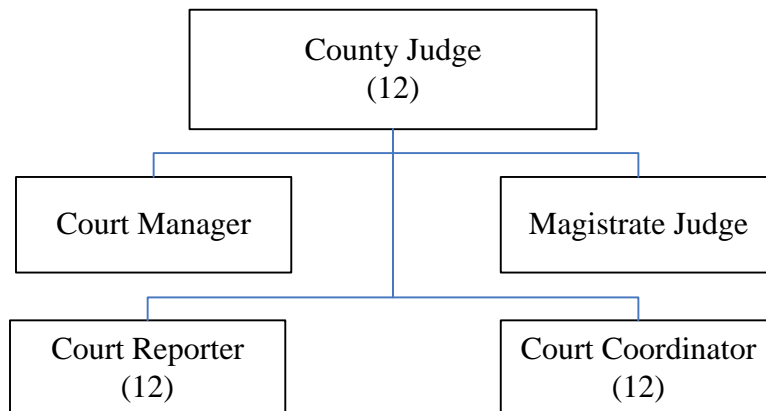 County Judge
(12)
Court Manager
Magistrate Judge
Court Reporter
(12)
Court Coordinator
(12)